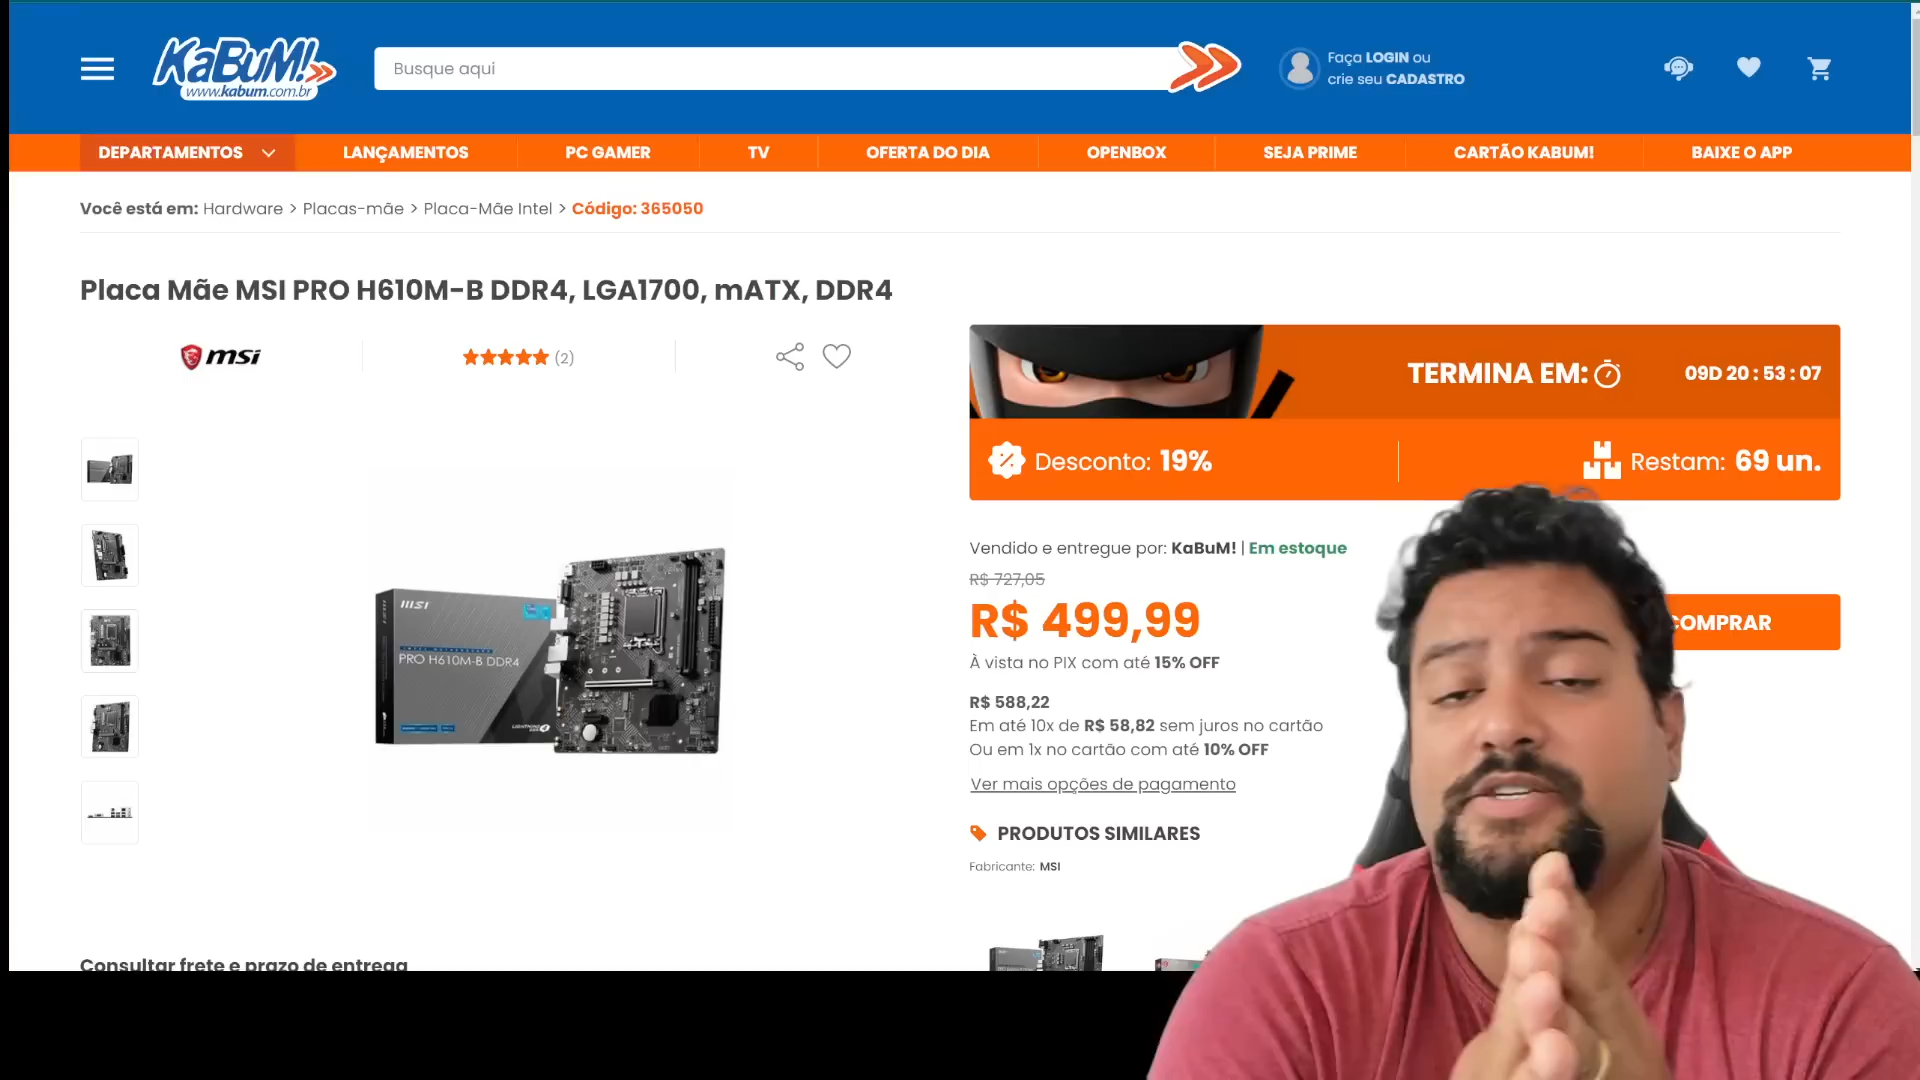 KaBuM!
www.kabum.com.br
Busque aqui
Faça LOGIN ou
crie seu CADASTRO
DEPARTAMENTOS
LANÇAMENTOS
PC GAMER
TV
OFERTA DO DIA
OPENBOX
SEJA PRIME
CARTÃO KABUM!
BAIXE O APP
Você está em: Hardware > Placas-mãe > Placa-Mãe Intel > Código: 365050
Placa Mãe MSI PRO H610M-B DDR4, LGA1700, mATX, DDR4
msi
(2)
TERMINA EM:
09D 20 : 53 : 07
Desconto: 19%
Restam: 69 un.
msi
PRO H610M-B DDR4
Vendido e entregue por: KaBuM! | Em estoque
R$ 727,05
R$ 499,99
COMPRAR
À vista no PIX com até 15% OFF
R$ 588,22
Em até 10x de R$ 58,82 sem juros no cartão
Ou em 1x no cartão com até 10% OFF
Ver mais opções de pagamento
PRODUTOS SIMILARES
Fabricante: MSI
Consultar frete e prazo de entrega